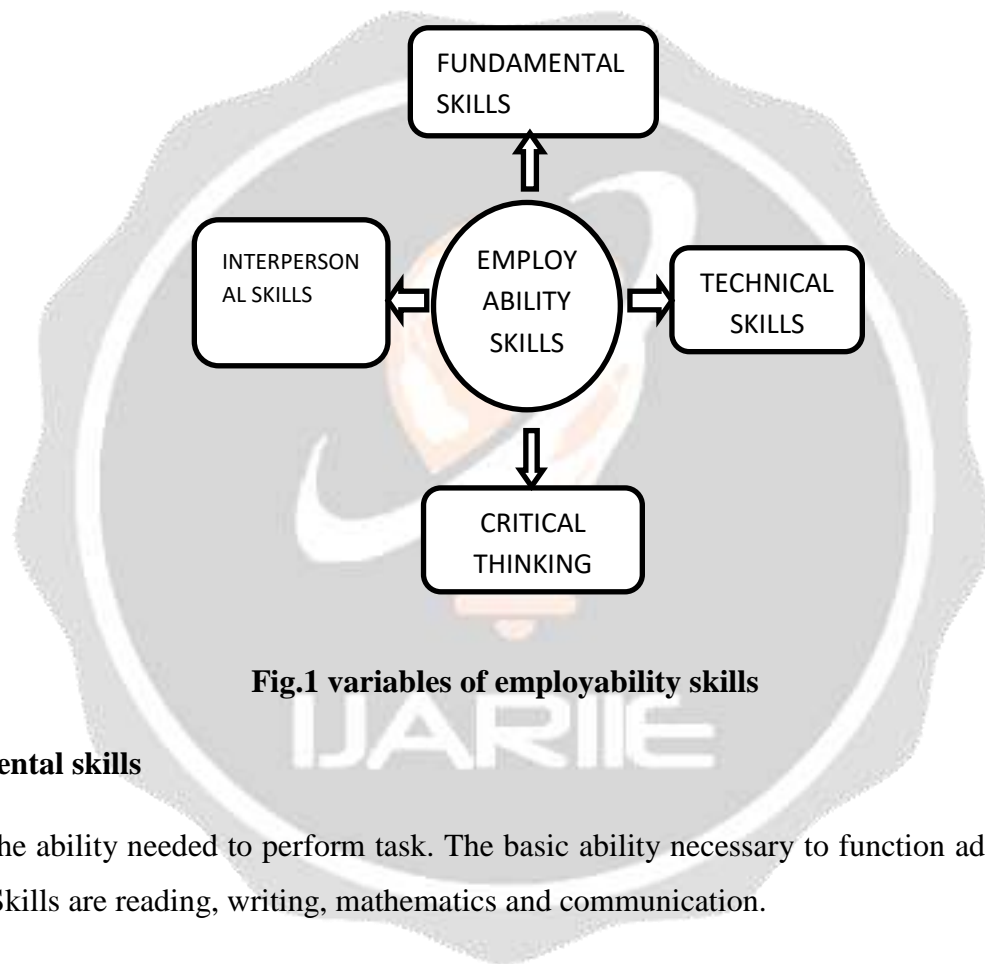 FUNDAMENTAL
SKILLS
INTERPERSON
AL SKILLS
EMPLOY
ABILITY
SKILLS
TECHNICAL
SKILLS
CRITICAL
THINKING
Fig.1 variables of employability skills
IJARIIE
ental skills
he ability needed to perform task. The basic ability necessary to function ad
Skills are reading, writing, mathematics and communication.